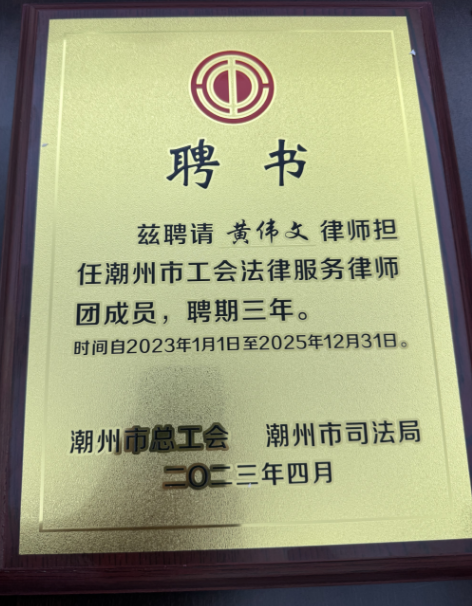 聘书
兹聘请 黄伟文 律师担
任潮州市工会法律服务律师
团成员，聘期三年。
时间自2023年1月1日至2025年12月31日。
潮州市总工会 潮州市司法局
二〇二三年四月